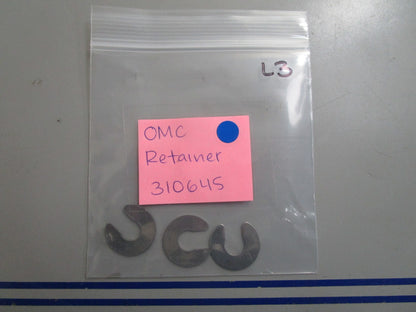 L3
OMC
Retainer
310645